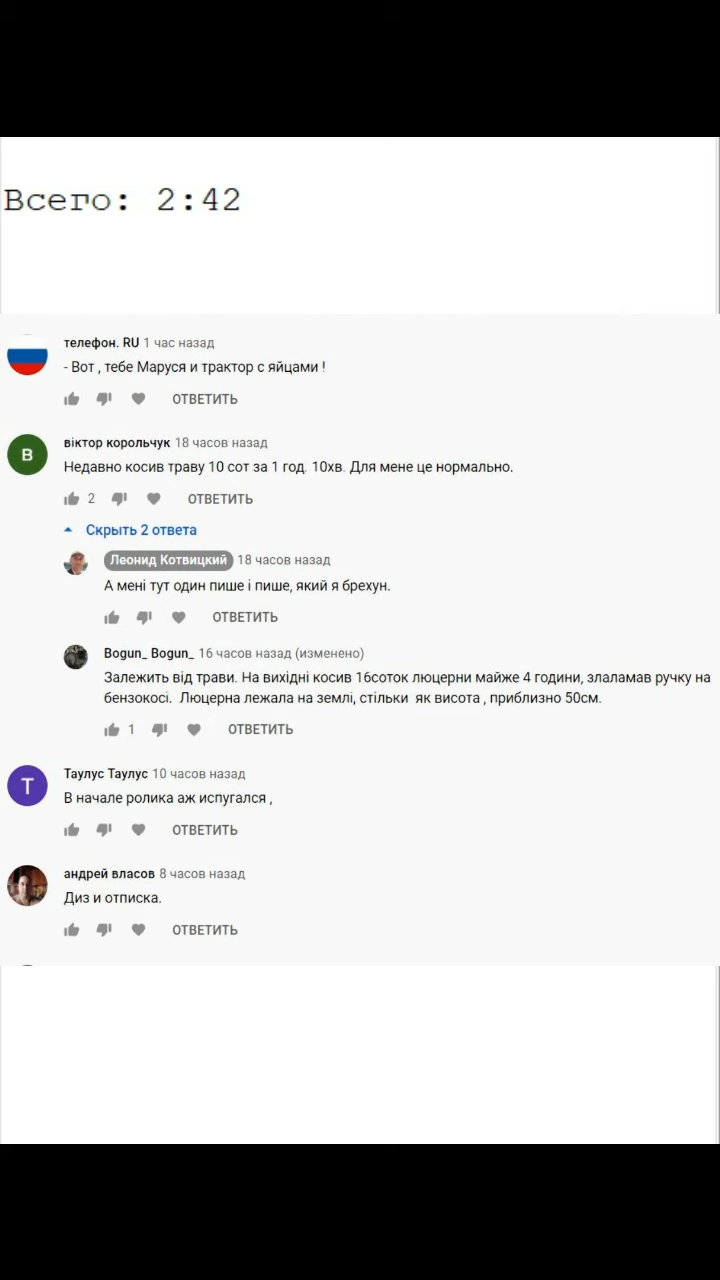 Всего: 2:42
телефон. RU 1 час назад
- Вот , тебе Маруся и трактор с яйцами !
ОТВЕТИТЬ
В
віктор корольчук 18 часов назад
Недавно косив траву 10 сот за 1 год. 10хв. Для мене це нормально.
2 ОТВЕТИТЬ
Скрыть 2 ответа
Леонид Котвицкий 18 часов назад
А мені тут один пише і пише, який я брехун.
ОТВЕТИТЬ
Bogun_ Bogun_ 16 часов назад (изменено)
Залежить від трави. На вихідні косив 16соток люцерни майже 4 години, злаламав ручку на
бензокосі. Люцерна лежала на землі, стільки як висота , приблизно 50см.
1 ОТВЕТИТЬ
Т
Таулус Таулус 10 часов назад
В начале ролика аж испугался ,
ОТВЕТИТЬ
андрей власов 8 часов назад
Диз и отписка.
ОТВЕТИТЬ